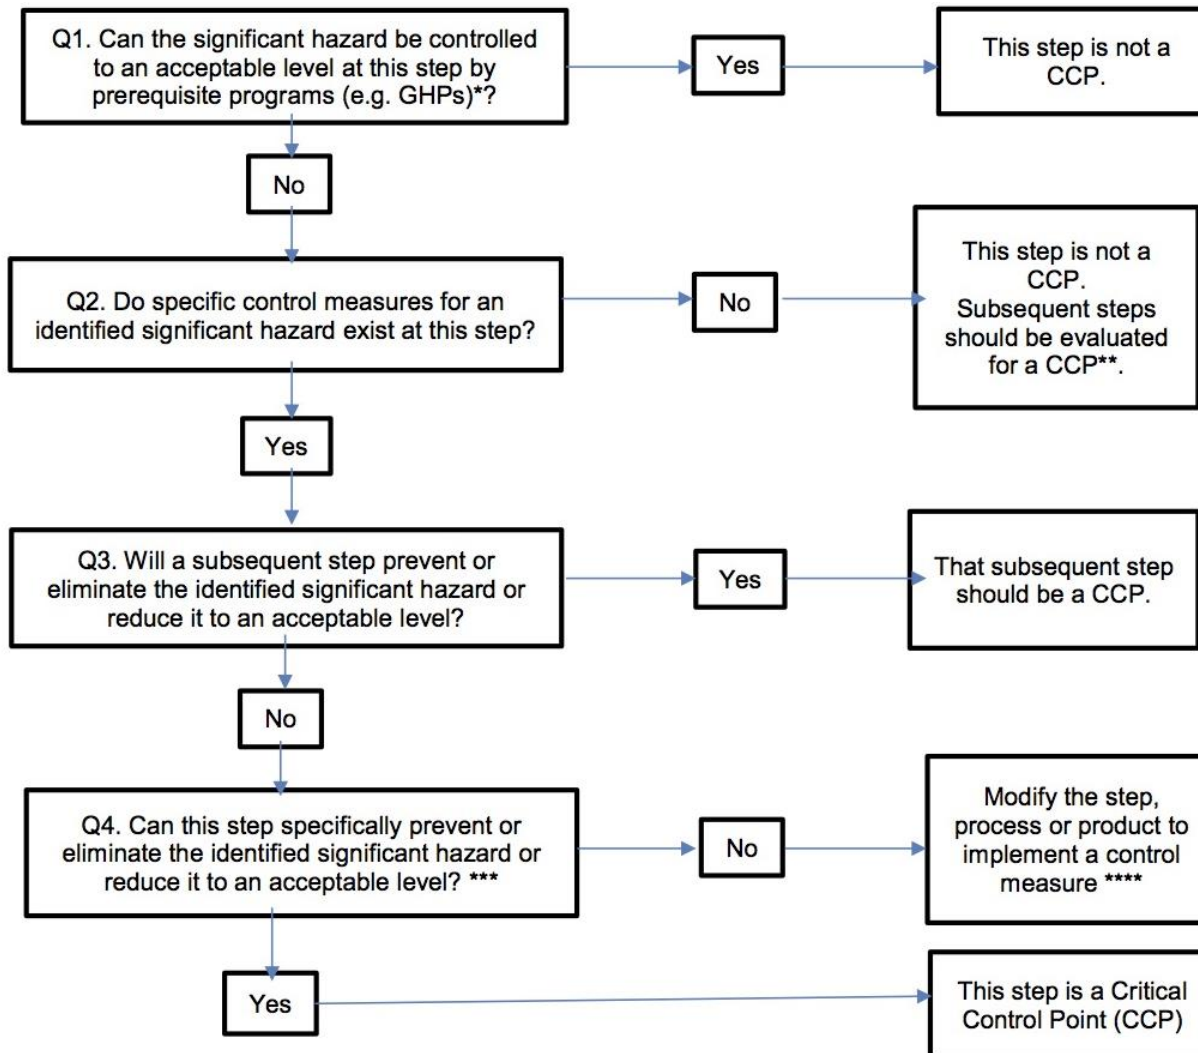 Q1. Can the significant hazard be controlled
to an acceptable level at this step by
prerequisite programs (e.g. GHPs)*?
Yes
This step is not a
CCP.
No
Q2. Do specific control measures for an
identified significant hazard exist at this step?
No
This step is not a
CCP.
Subsequent steps
should be evaluated
for a CCP**.
Yes
Q3. Will a subsequent step prevent or
eliminate the identified significant hazard or
reduce it to an acceptable level?
Yes
That subsequent step
should be a CCP.
No
Q4. Can this step specifically prevent or
eliminate the identified significant hazard or
reduce it to an acceptable level? ***
No
Modify the step,
process or product to
implement a control
measure ****
Yes
This step is a Critical
Control Point (CCP)